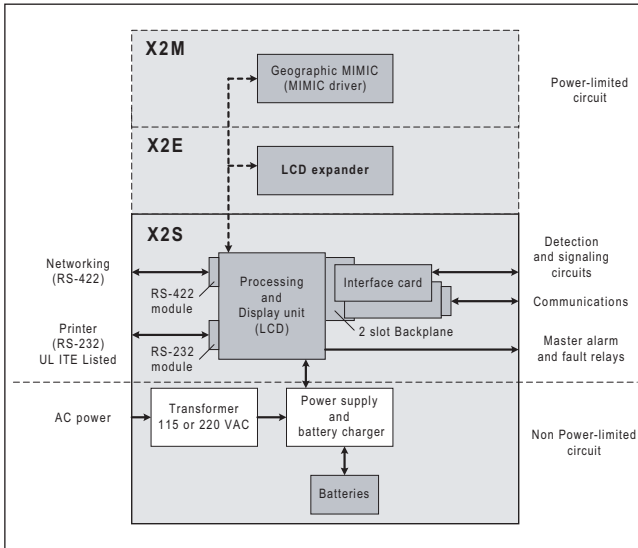 X2M
Geographic MIMIC
(MIMIC driver)
Power-limited
circuit
X2E
LCD expander
X2S
Networking
(RS-422)
RS-422
module
Processing
and
Display unit
(LCD)
Interface card
Detection
and signaling
circuits
Communications
2 slot Backplane
Printer
(RS-232)
UL ITE Listed
RS-232
module
Master alarm
and fault relays
AC power
Transformer
115 or 220 VAC
Power supply
and
battery charger
Non Power-limited
circuit
Batteries